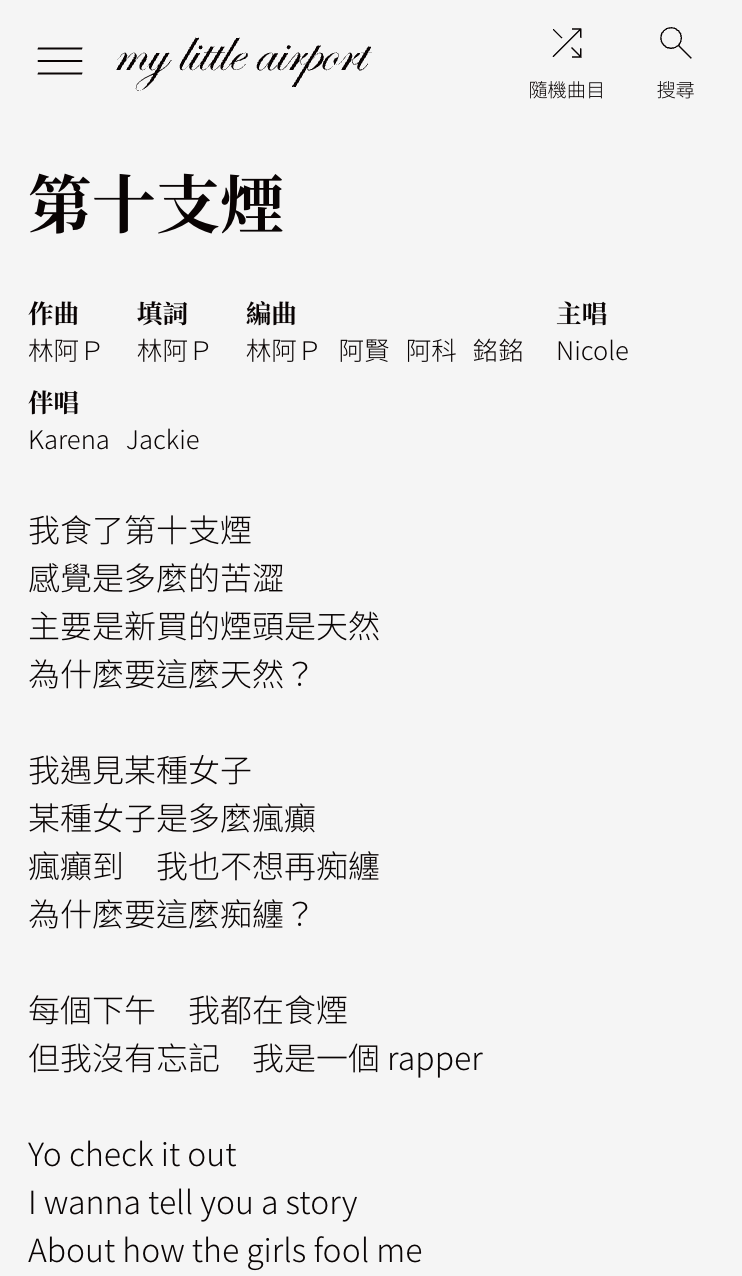 my little airport
隨機曲目 搜尋
第十支煙
作曲 填詞 編曲 主唱
林阿P 林阿P 林阿P 阿賢 阿科 銘銘 Nicole
伴唱
Karena Jackie
我食了第十支煙
感覺是多麼的苦澀
主要是新買的煙頭是天然
為什麼要這麼天然？
我遇見某種女子
某種女子是多麼瘋癲
瘋癲到　我也不想再痴纏
為什麼要這麼痴纏？
每個下午　我都在食煙
但我沒有忘記　我是一個 rapper
Yo check it out
I wanna tell you a story
About how the girls fool me